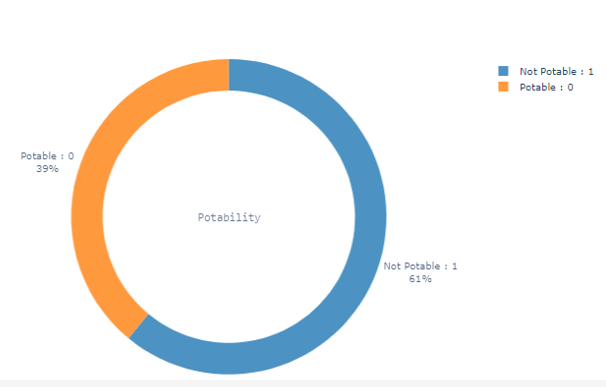 Not Potable : 1
Potable : 0
Potable : 0
39%
Potability
Not Potable : 1
61%